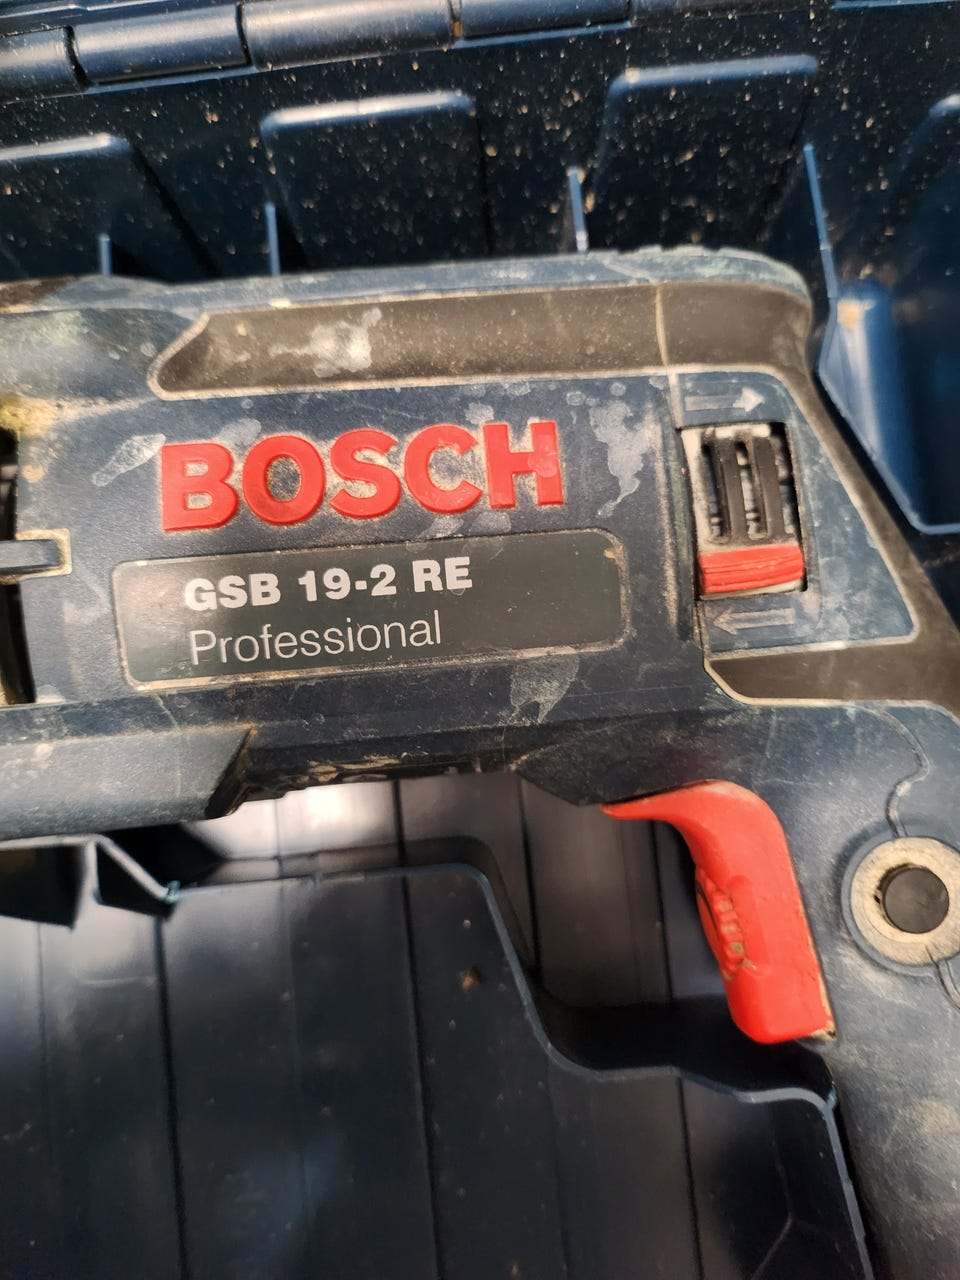 BOSCH
GSB 19-2 RE
Professional